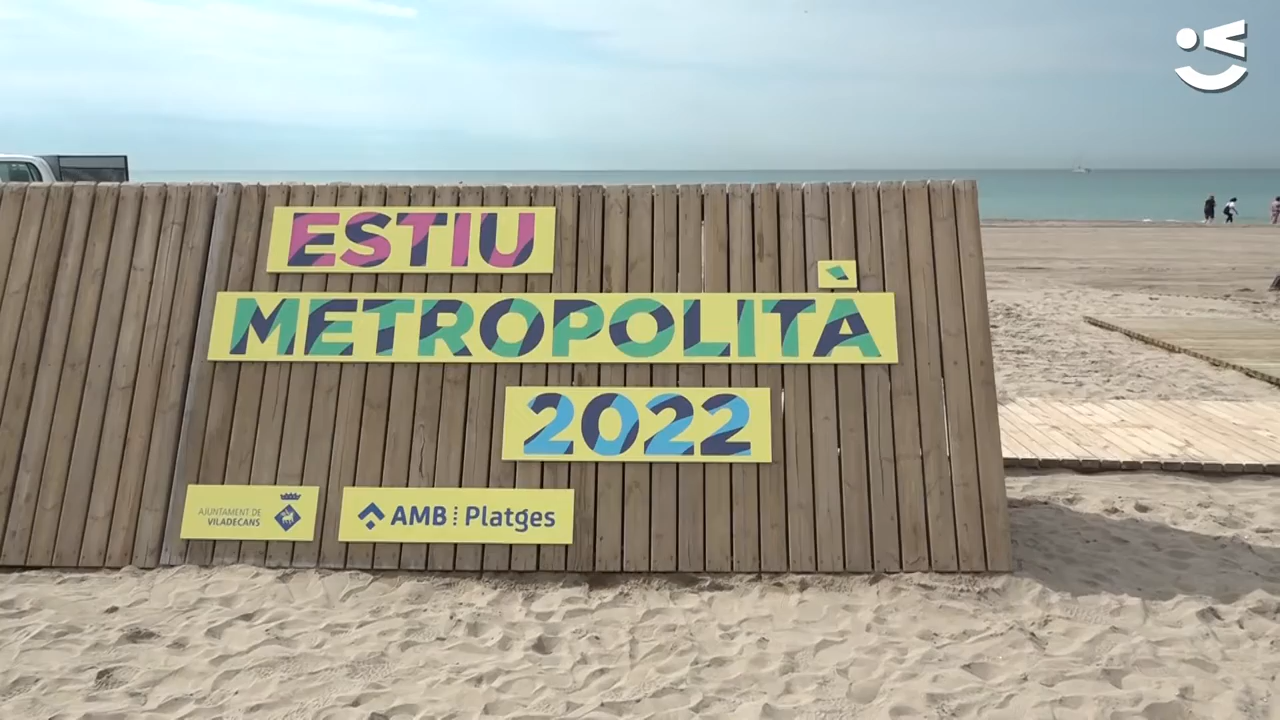 ESTIU
METROPOLITÀ
2022
AJUNTAMENT DE
VILADECANS
AMB Platges